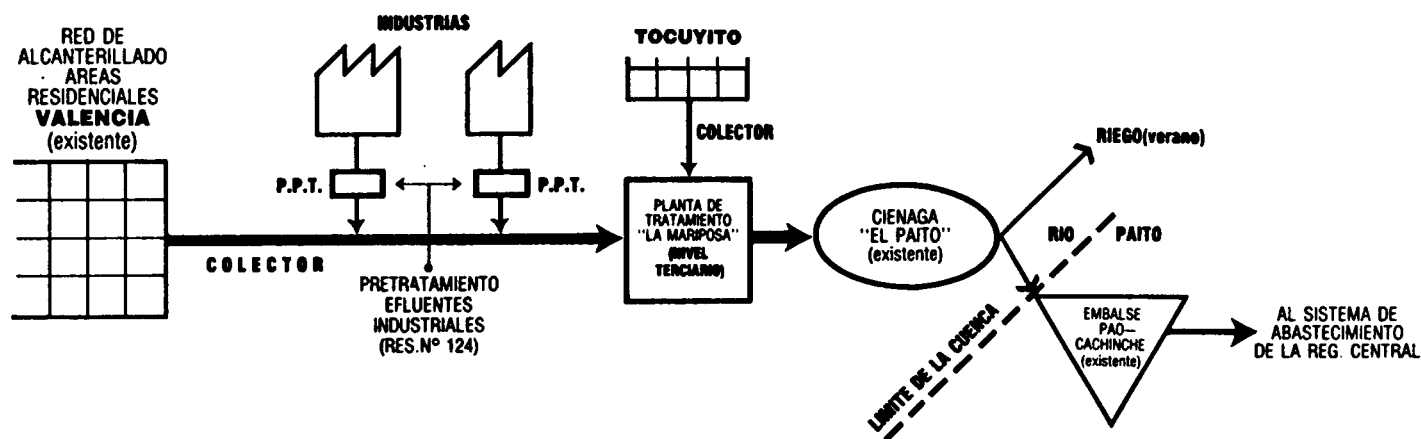 RED DE
ALCANTERILLADO
AREAS
RESIDENCIALES
VALENCIA
(existente)
INDUSTRIAS
P.P.T.
P.P.T.
COLECTOR
PRETRATAMIENTO
EFLUENTES
INDUSTRIALES
(RES.Nº 124)
TOCUYITO
COLECTOR
PLANTA DE
TRATAMIENTO
"LA MARIPOSA"
(NIVEL
TERCIARIO)
CIENAGA
"EL PAITO"
(existente)
RIEGO(verano)
RIO PAITO
LIMITE DE LA CUENCA
EMBALSE
PAO—
CACHINCHE
(existente)
AL SISTEMA DE
ABASTECIMIENTO
DE LA REG. CENTRAL